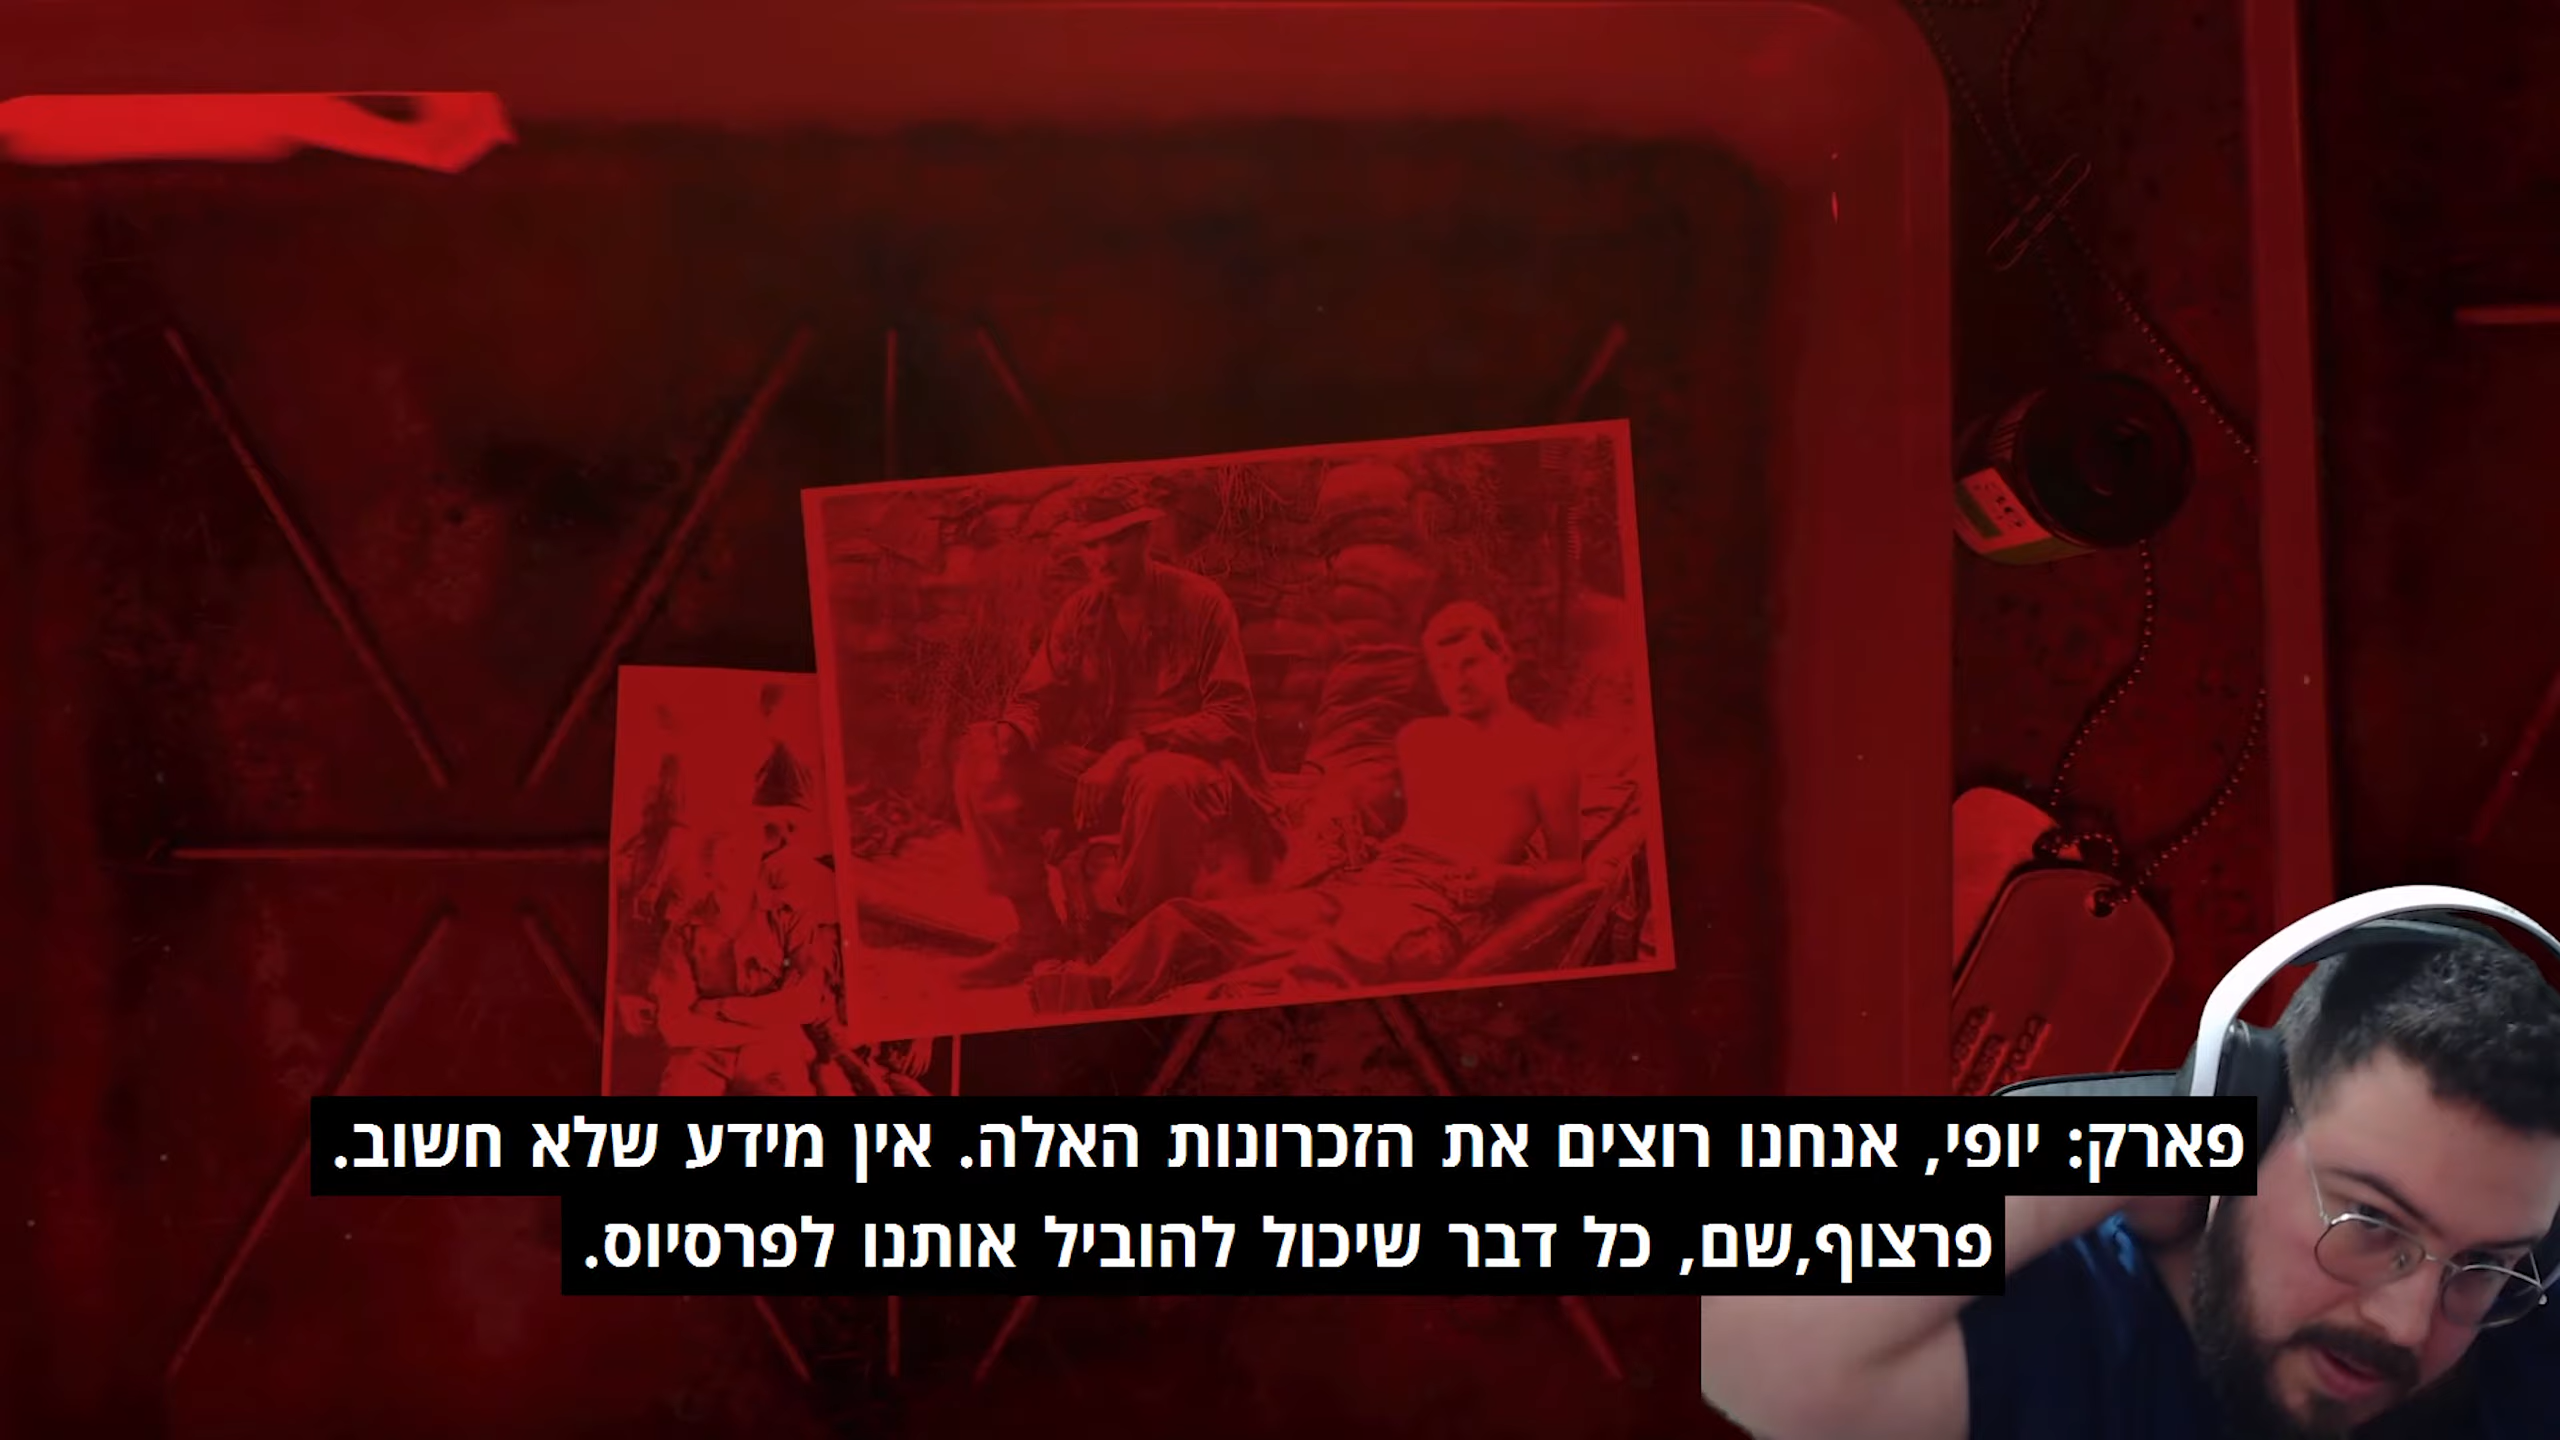 פארק: יופי, אנחנו רוצים את הזכרונות האלה. אין מידע שלא חשוב.
פרצוף,שם, כל דבר שיכול להוביל אותנו לפרסיוס.